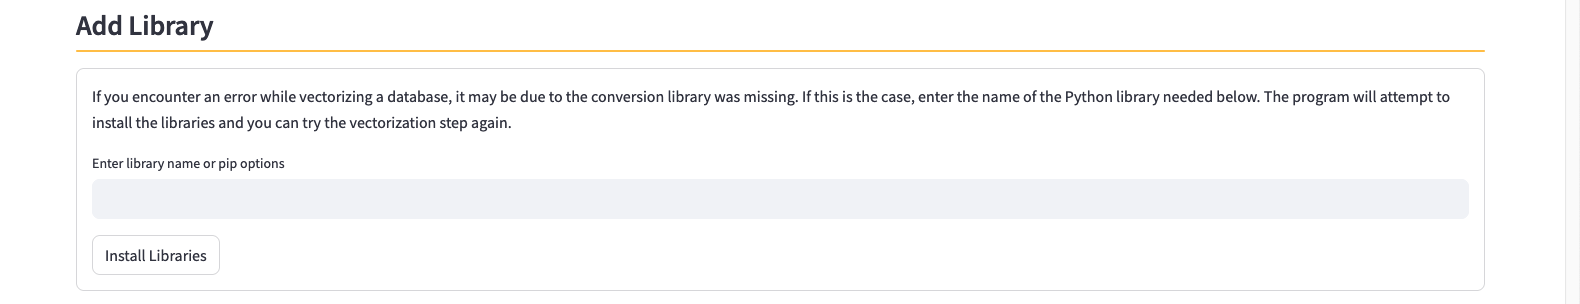 Add Library
If you encounter an error while vectorizing a database, it may be due to the conversion library was missing. If this is the case, enter the name of the Python library needed below. The program will attempt to
install the libraries and you can try the vectorization step again.
Enter library name or pip options
Install Libraries